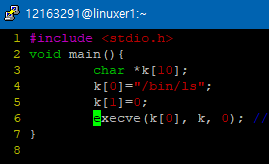 12163291@linuxer1:~
1 #include <stdio.h>
2 void main(){
3 char *k[10];
4 k[0]="/bin/ls";
5 k[1]=0;
6 execve(k[0], k, 0); //
7 }
8